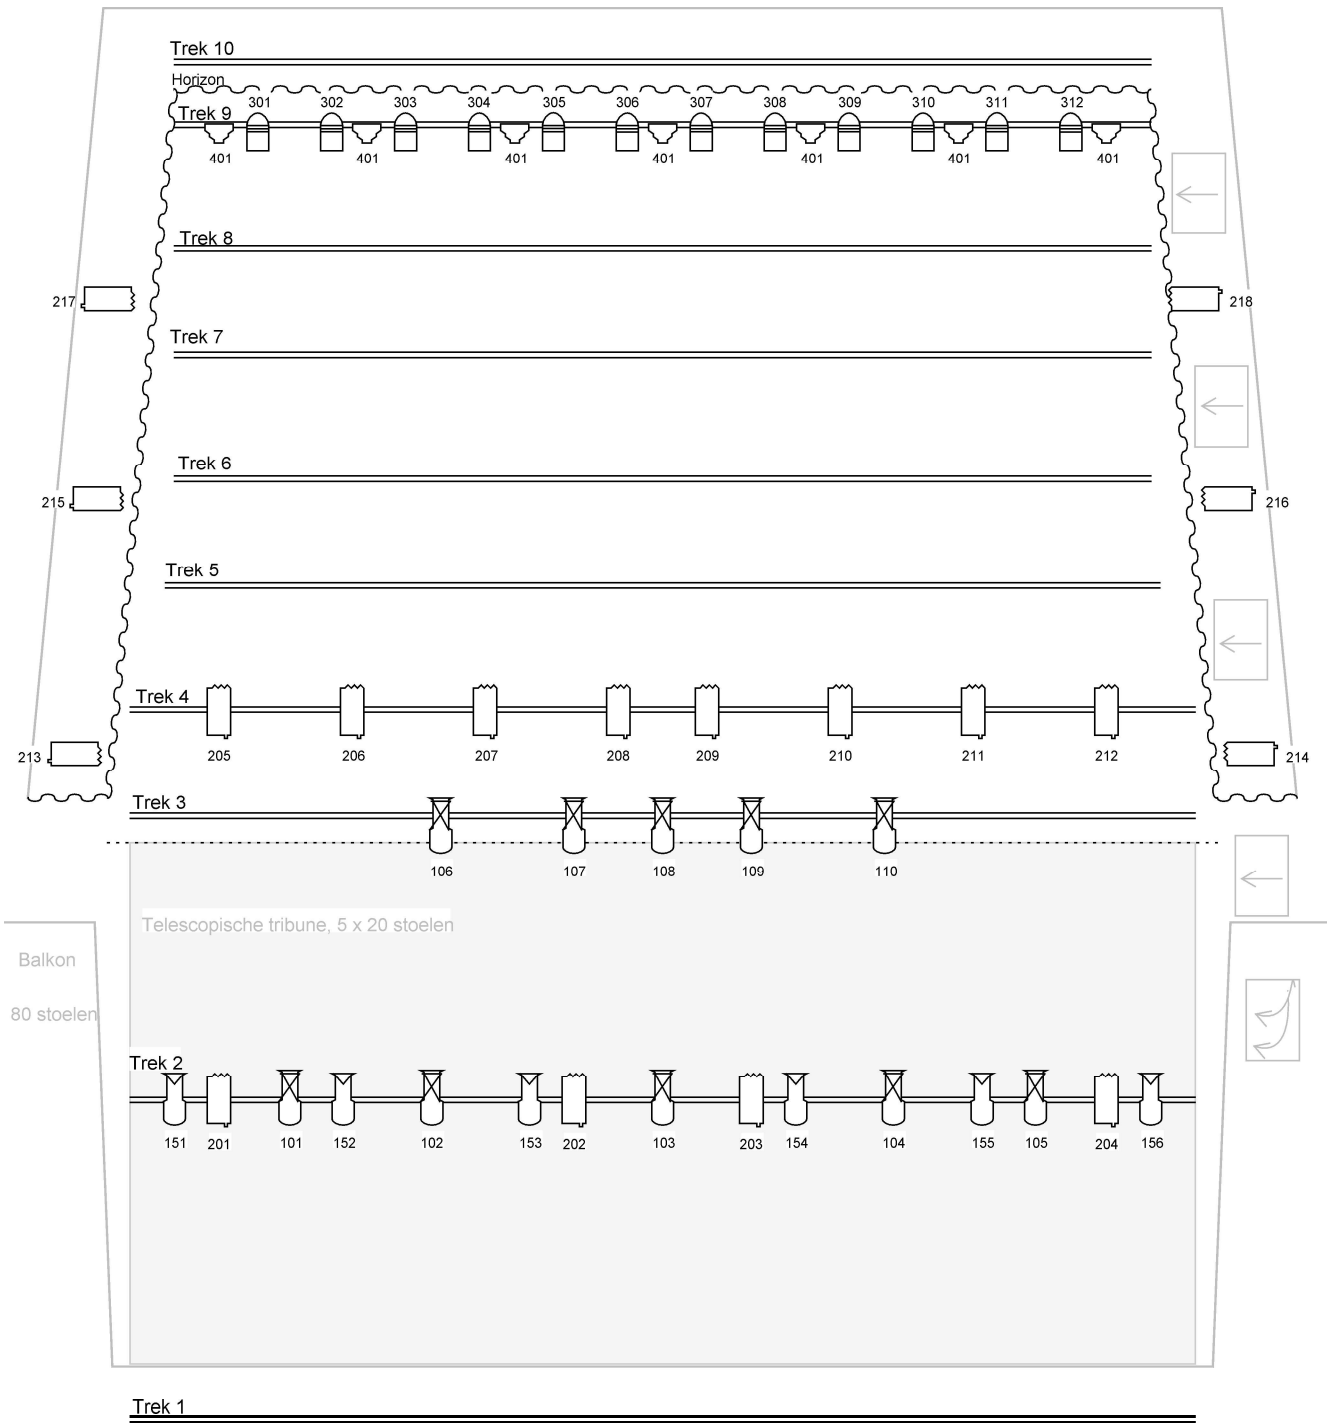 Trek 10
Horizon
301 302 303 304 305 306 307 308 309 310 311 312
Trek 9
401 401 401 401 401 401 401
Trek 8
217 218
Trek 7
Trek 6
215 216
Trek 5
Trek 4
205 206 207 208 209 210 211 212
213 214
Trek 3
106 107 108 109 110
Telescopische tribune, 5 x 20 stoelen
Balkon
80 stoelen
Trek 2
151 201 101 152 102 153 202 103 203 154 104 155 105 204 156
Trek 1